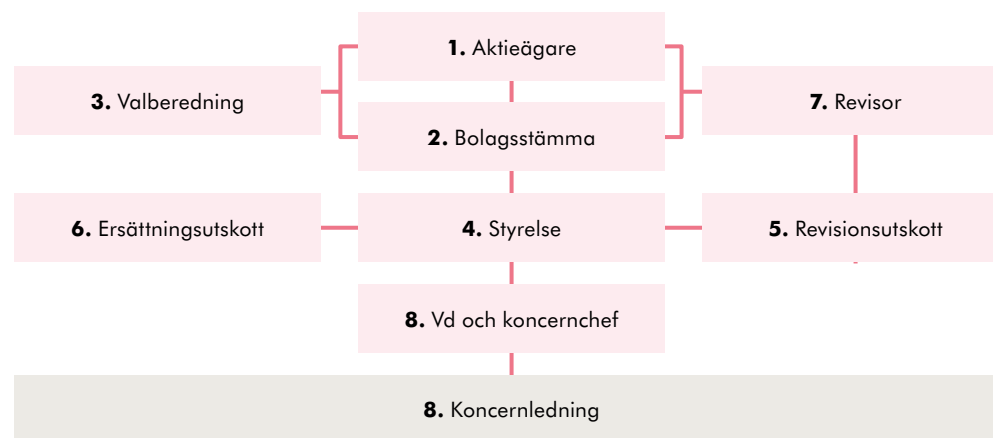 1. Aktieägare
3. Valberedning
7. Revisor
2. Bolagsstämma
6. Ersättningsutskott
4. Styrelse
5. Revisionsutskott
8. Vd och koncernchef
8. Koncernledning